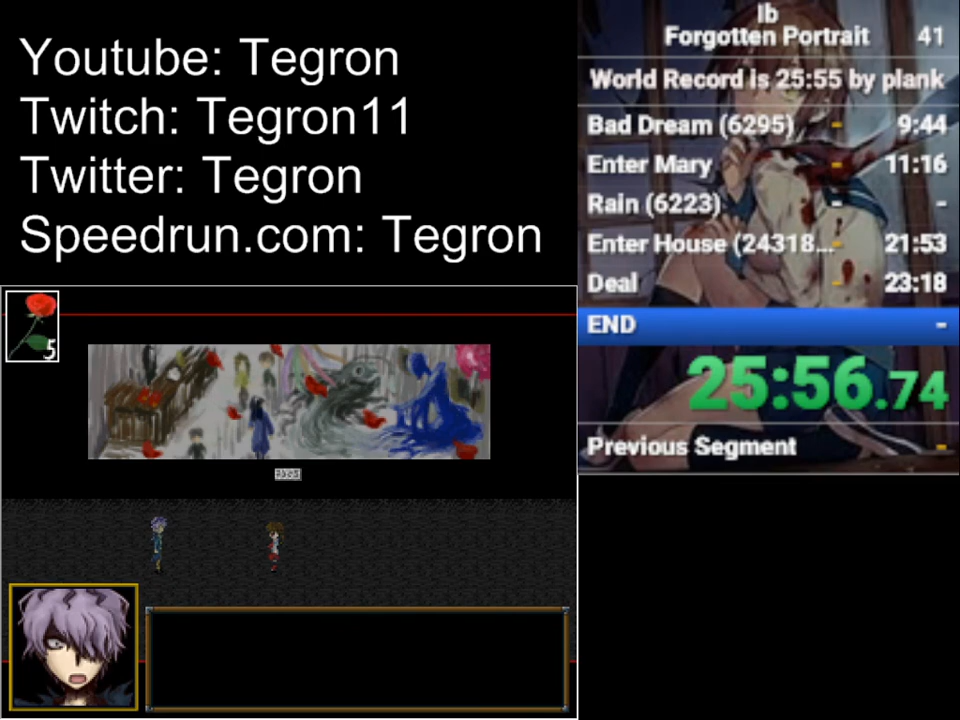 Youtube: Tegron
Twitch: Tegron11
Twitter: Tegron
Speedrun.com: Tegron
5
Ib
Forgotten Portrait 41
World Record is 25:55 by plank
Bad Dream (6295) - 9:44
Enter Mary - 11:16
Rain (6223) - -
Enter House (24318... - 21:53
Deal - 23:18
END -
25:56.74
Previous Segment -